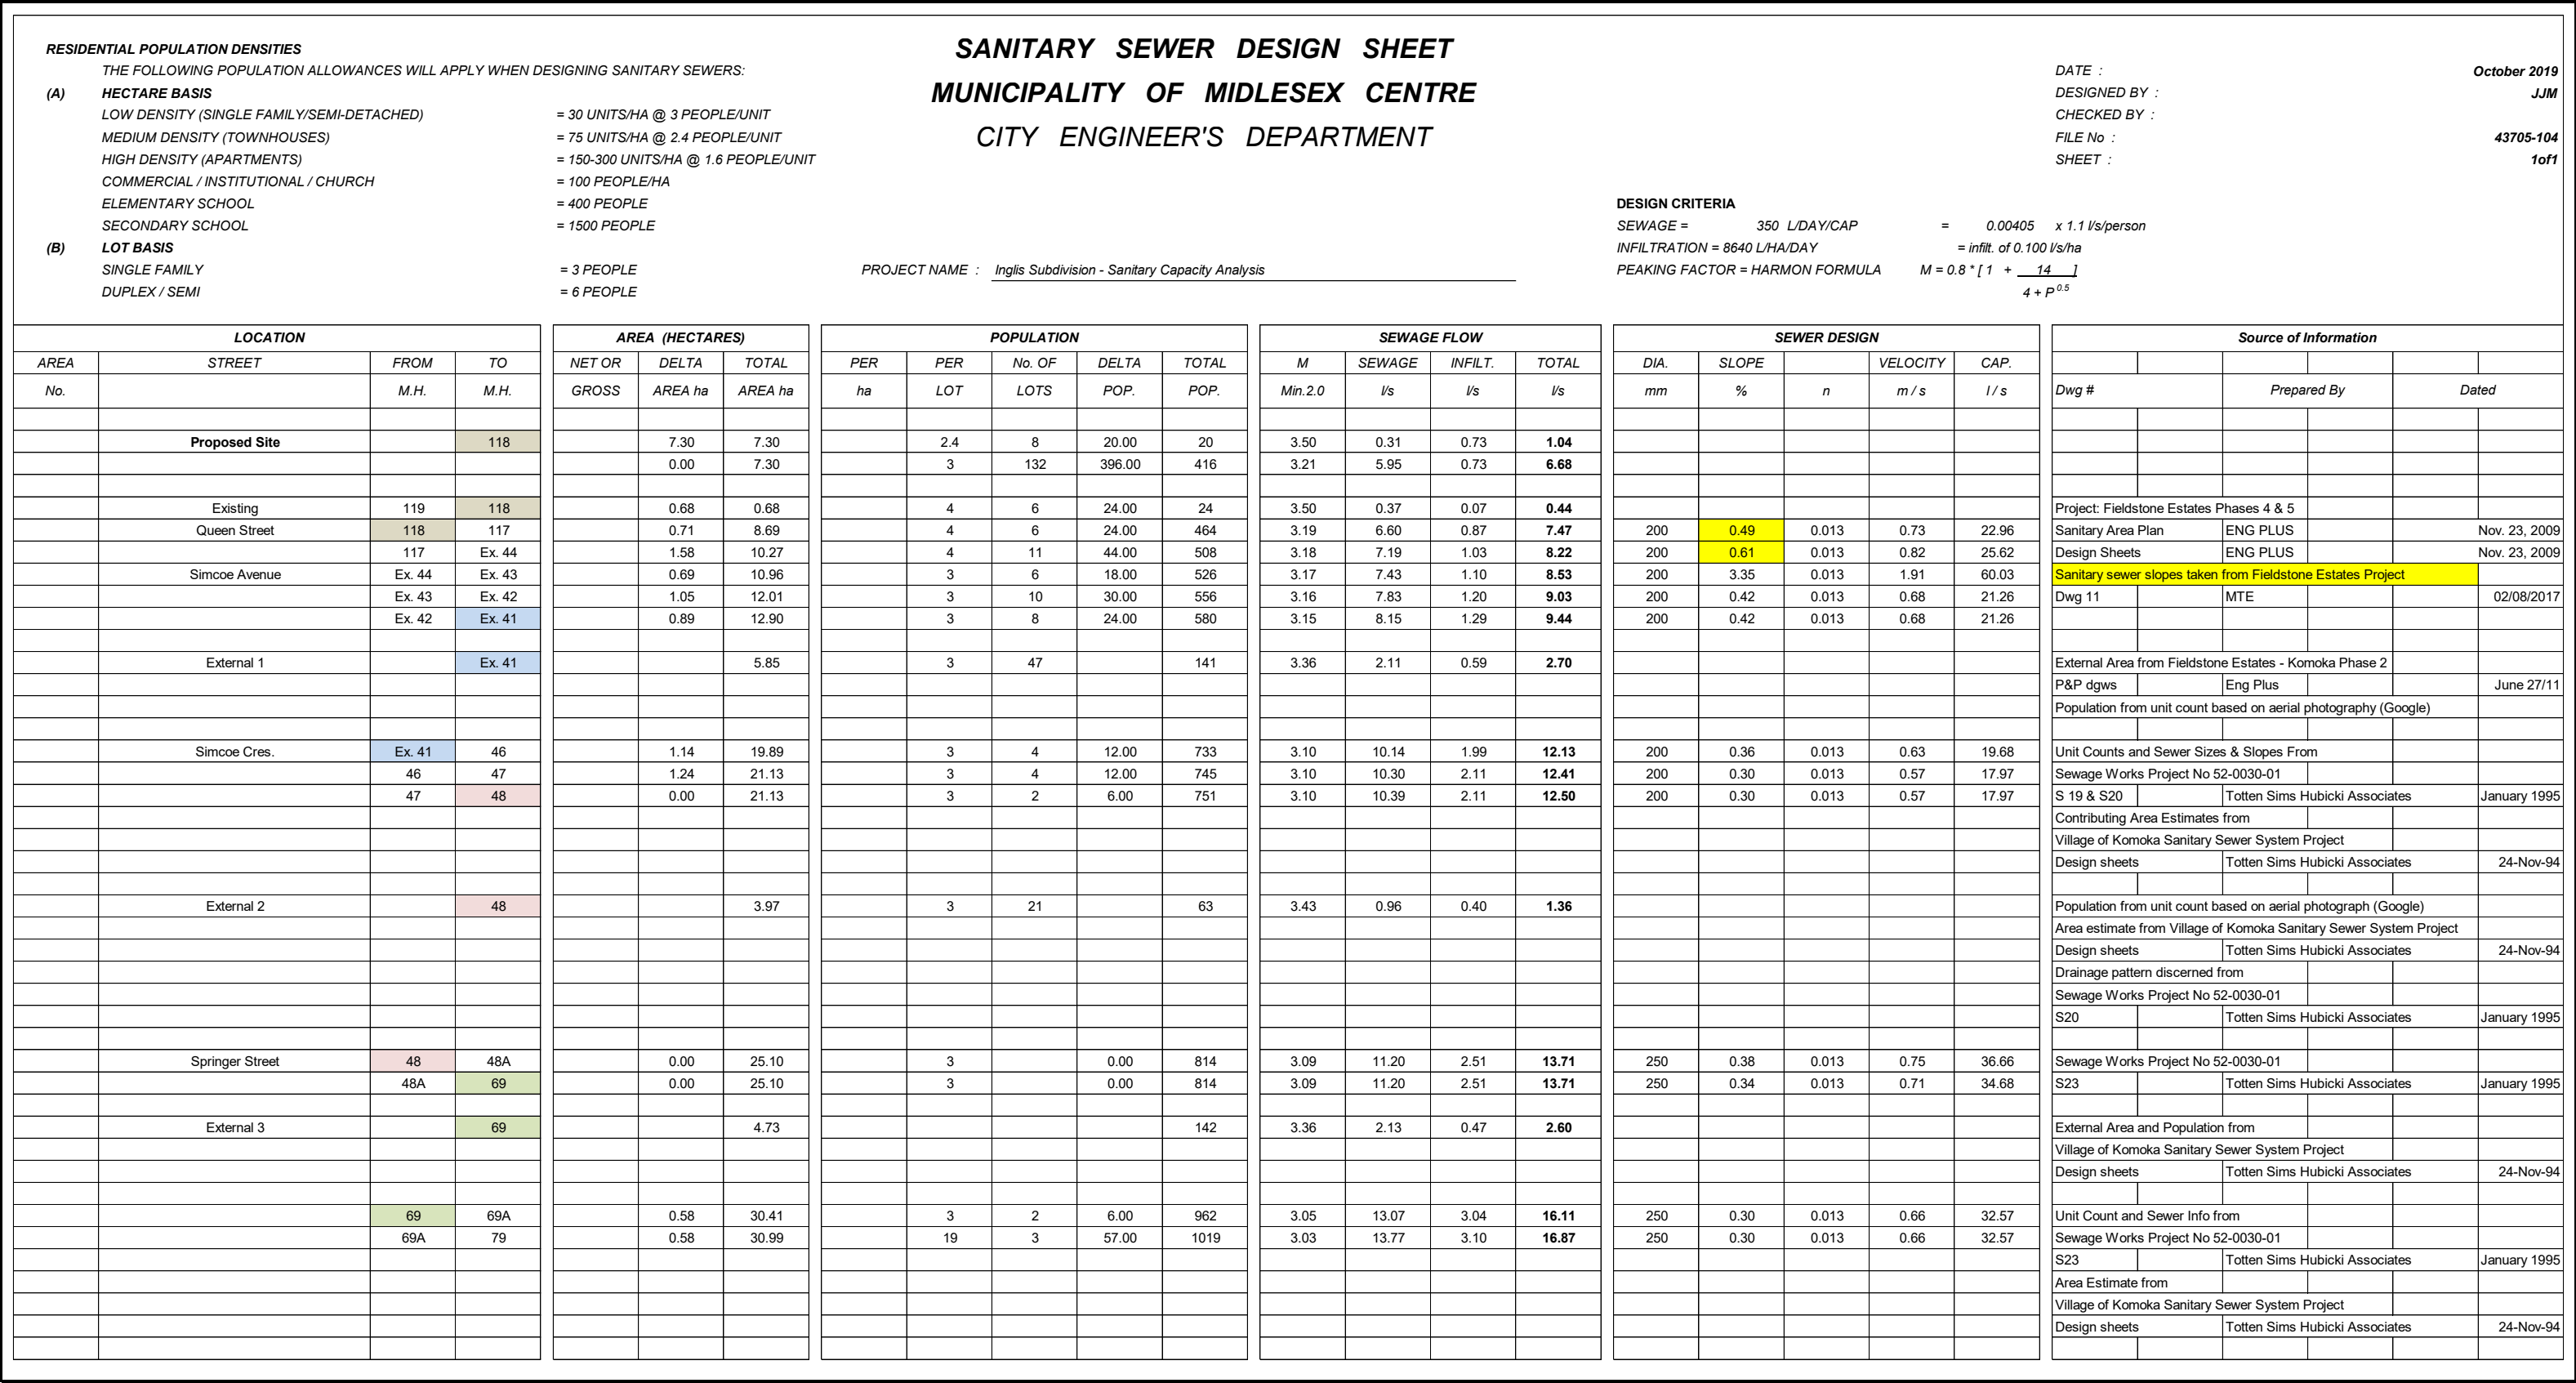 SANITARY SEWER DESIGN SHEET
MUNICIPALITY OF MIDLESEX CENTRE
CITY ENGINEER'S DEPARTMENT
RESIDENTIAL POPULATION DENSITIES
THE FOLLOWING POPULATION ALLOWANCES WILL APPLY WHEN DESIGNING SANITARY SEWERS:
(A) HECTARE BASIS
LOW DENSITY (SINGLE FAMILY/SEMI-DETACHED) = 30 UNITS/HA @ 3 PEOPLE/UNIT
MEDIUM DENSITY (TOWNHOUSES) = 75 UNITS/HA @ 2.4 PEOPLE/UNIT
HIGH DENSITY (APARTMENTS) = 150-300 UNITS/HA @ 1.6 PEOPLE/UNIT
COMMERCIAL / INSTITUTIONAL / CHURCH = 100 PEOPLE/HA
ELEMENTARY SCHOOL = 400 PEOPLE
SECONDARY SCHOOL = 1500 PEOPLE
(B) LOT BASIS
SINGLE FAMILY = 3 PEOPLE
DUPLEX / SEMI = 6 PEOPLE
PROJECT NAME : Inglis Subdivision - Sanitary Capacity Analysis
DATE : October 2019
DESIGNED BY : JJM
CHECKED BY :
FILE No : 43705-104
SHEET : 1of1
DESIGN CRITERIA
SEWAGE = 350 L/DAY/CAP = 0.00405 x 1.1 l/s/person
INFILTRATION = 8640 L/HA/DAY = infilt. of 0.100 l/s/ha
PEAKING FACTOR = HARMON FORMULA M = 0.8 * [ 1 + 14 ]
4 + P 0.5
LOCATION AREA (HECTARES) POPULATION SEWAGE FLOW SEWER DESIGN Source of Information
AREA STREET FROM TO NET OR DELTA TOTAL PER PER No. OF DELTA TOTAL M SEWAGE INFILT. TOTAL DIA. SLOPE VELOCITY CAP.
No. M.H. M.H. GROSS AREA ha AREA ha ha LOT LOTS POP. POP. Min.2.0 l/s l/s l/s mm % n m / s l / s Dwg # Prepared By Dated
Proposed Site 118 7.30 7.30 2.4 8 20.00 20 3.50 0.31 0.73 1.04
0.00 7.30 3 132 396.00 416 3.21 5.95 0.73 6.68
Existing 119 118 0.68 0.68 4 6 24.00 24 3.50 0.37 0.07 0.44 Project: Fieldstone Estates Phases 4 & 5
Queen Street 118 117 0.71 8.69 4 6 24.00 464 3.19 6.60 0.87 7.47 200 0.49 0.013 0.73 22.96 Sanitary Area Plan ENG PLUS Nov. 23, 2009
117 Ex. 44 1.58 10.27 4 11 44.00 508 3.18 7.19 1.03 8.22 200 0.61 0.013 0.82 25.62 Design Sheets ENG PLUS Nov. 23, 2009
Simcoe Avenue Ex. 44 Ex. 43 0.69 10.96 3 6 18.00 526 3.17 7.43 1.10 8.53 200 3.35 0.013 1.91 60.03 Sanitary sewer slopes taken from Fieldstone Estates Project
Ex. 43 Ex. 42 1.05 12.01 3 10 30.00 556 3.16 7.83 1.20 9.03 200 0.42 0.013 0.68 21.26 Dwg 11 MTE 02/08/2017
Ex. 42 Ex. 41 0.89 12.90 3 8 24.00 580 3.15 8.15 1.29 9.44 200 0.42 0.013 0.68 21.26
External 1 Ex. 41 5.85 3 47 141 3.36 2.11 0.59 2.70 External Area from Fieldstone Estates - Komoka Phase 2
P&P dgws Eng Plus June 27/11
Population from unit count based on aerial photography (Google)
Simcoe Cres. Ex. 41 46 1.14 19.89 3 4 12.00 733 3.10 10.14 1.99 12.13 200 0.36 0.013 0.63 19.68 Unit Counts and Sewer Sizes & Slopes From
46 47 1.24 21.13 3 4 12.00 745 3.10 10.30 2.11 12.41 200 0.30 0.013 0.57 17.97 Sewage Works Project No 52-0030-01
47 48 0.00 21.13 3 2 6.00 751 3.10 10.39 2.11 12.50 200 0.30 0.013 0.57 17.97 S 19 & S20 Totten Sims Hubicki Associates January 1995
Contributing Area Estimates from
Village of Komoka Sanitary Sewer System Project
Design sheets Totten Sims Hubicki Associates 24-Nov-94
External 2 48 3.97 3 21 63 3.43 0.96 0.40 1.36 Population from unit count based on aerial photograph (Google)
Area estimate from Village of Komoka Sanitary Sewer System Project
Design sheets Totten Sims Hubicki Associates 24-Nov-94
Drainage pattern discerned from
Sewage Works Project No 52-0030-01
S20 Totten Sims Hubicki Associates January 1995
Springer Street 48 48A 0.00 25.10 3 0.00 814 3.09 11.20 2.51 13.71 250 0.38 0.013 0.75 36.66 Sewage Works Project No 52-0030-01
48A 69 0.00 25.10 3 0.00 814 3.09 11.20 2.51 13.71 250 0.34 0.013 0.71 34.68 S23 Totten Sims Hubicki Associates January 1995
External 3 69 4.73 142 3.36 2.13 0.47 2.60 External Area and Population from
Village of Komoka Sanitary Sewer System Project
Design sheets Totten Sims Hubicki Associates 24-Nov-94
69 69A 0.58 30.41 3 2 6.00 962 3.05 13.07 3.04 16.11 250 0.30 0.013 0.66 32.57 Unit Count and Sewer Info from
69A 79 0.58 30.99 19 3 57.00 1019 3.03 13.77 3.10 16.87 250 0.30 0.013 0.66 32.57 Sewage Works Project No 52-0030-01
S23 Totten Sims Hubicki Associates January 1995
Area Estimate from
Village of Komoka Sanitary Sewer System Project
Design sheets Totten Sims Hubicki Associates 24-Nov-94